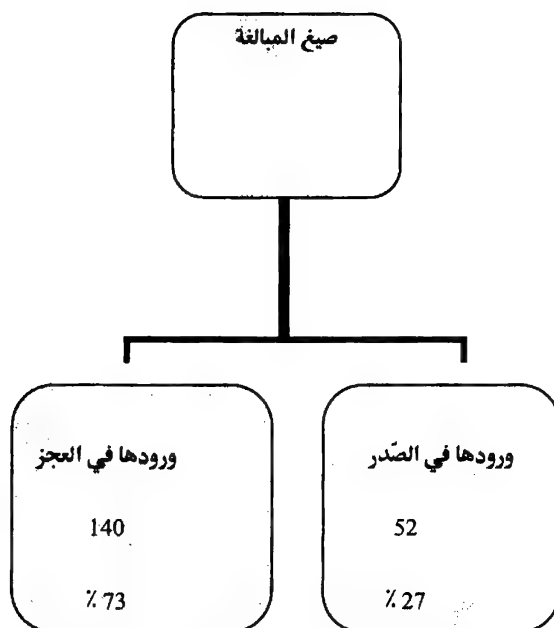 صيغ المبالغة
ورودها في الصّدر
52
٪ 27
ورودها في العجز
140
٪ 73